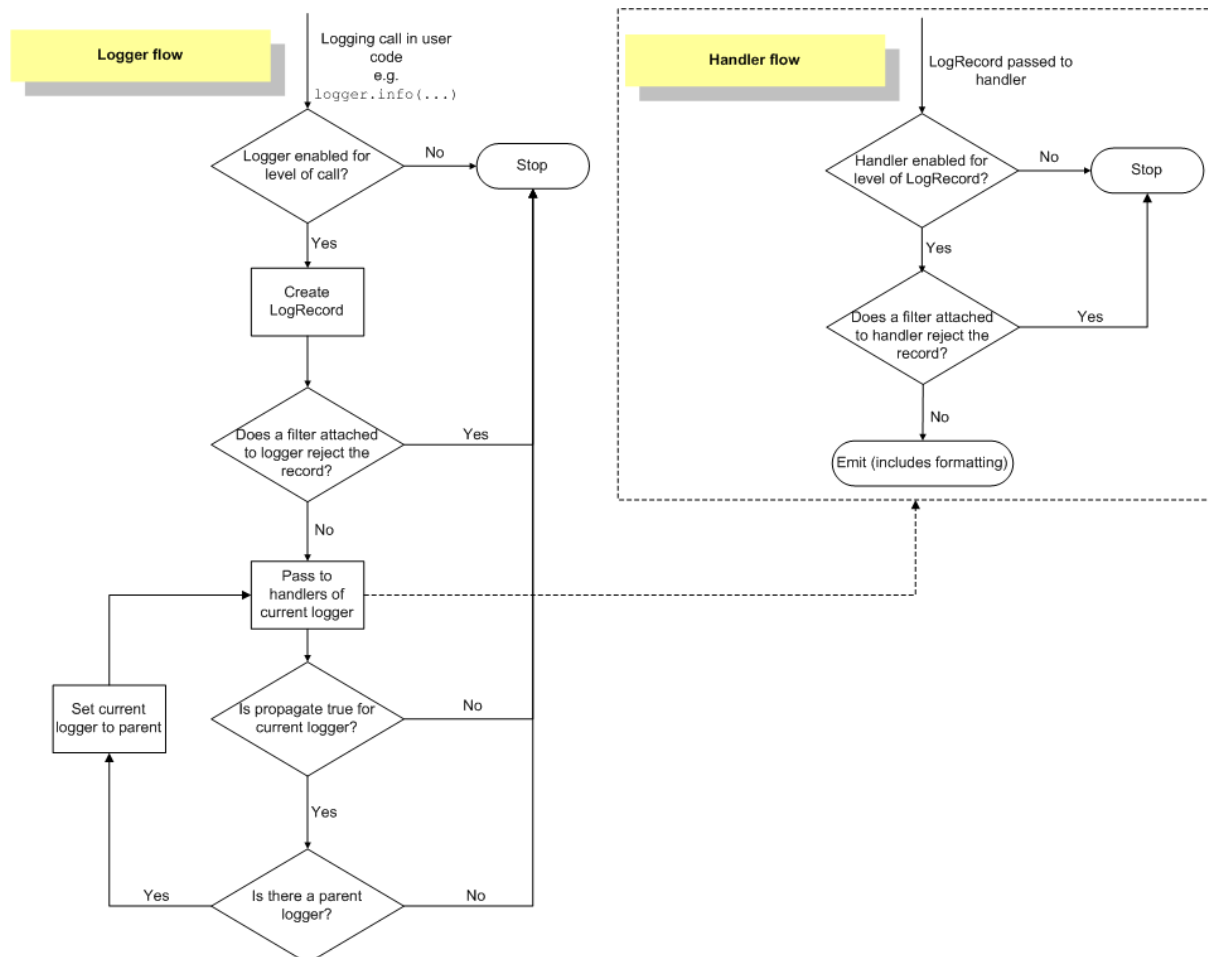 Logger flow
Logging call in user
code
e.g.
logger.info(...)
Logger enabled for
level of call?
No
Stop
Yes
Create
LogRecord
Does a filter attached
to logger reject the
record?
Yes
No
Pass to
handlers of
current logger
Set current
logger to parent
Is propagate true for
current logger?
No
Yes
Is there a parent
logger?
Yes
No
Handler flow
LogRecord passed to
handler
Handler enabled for
level of LogRecord?
No
Stop
Yes
Does a filter attached
to handler reject the
record?
Yes
No
Emit (includes formatting)